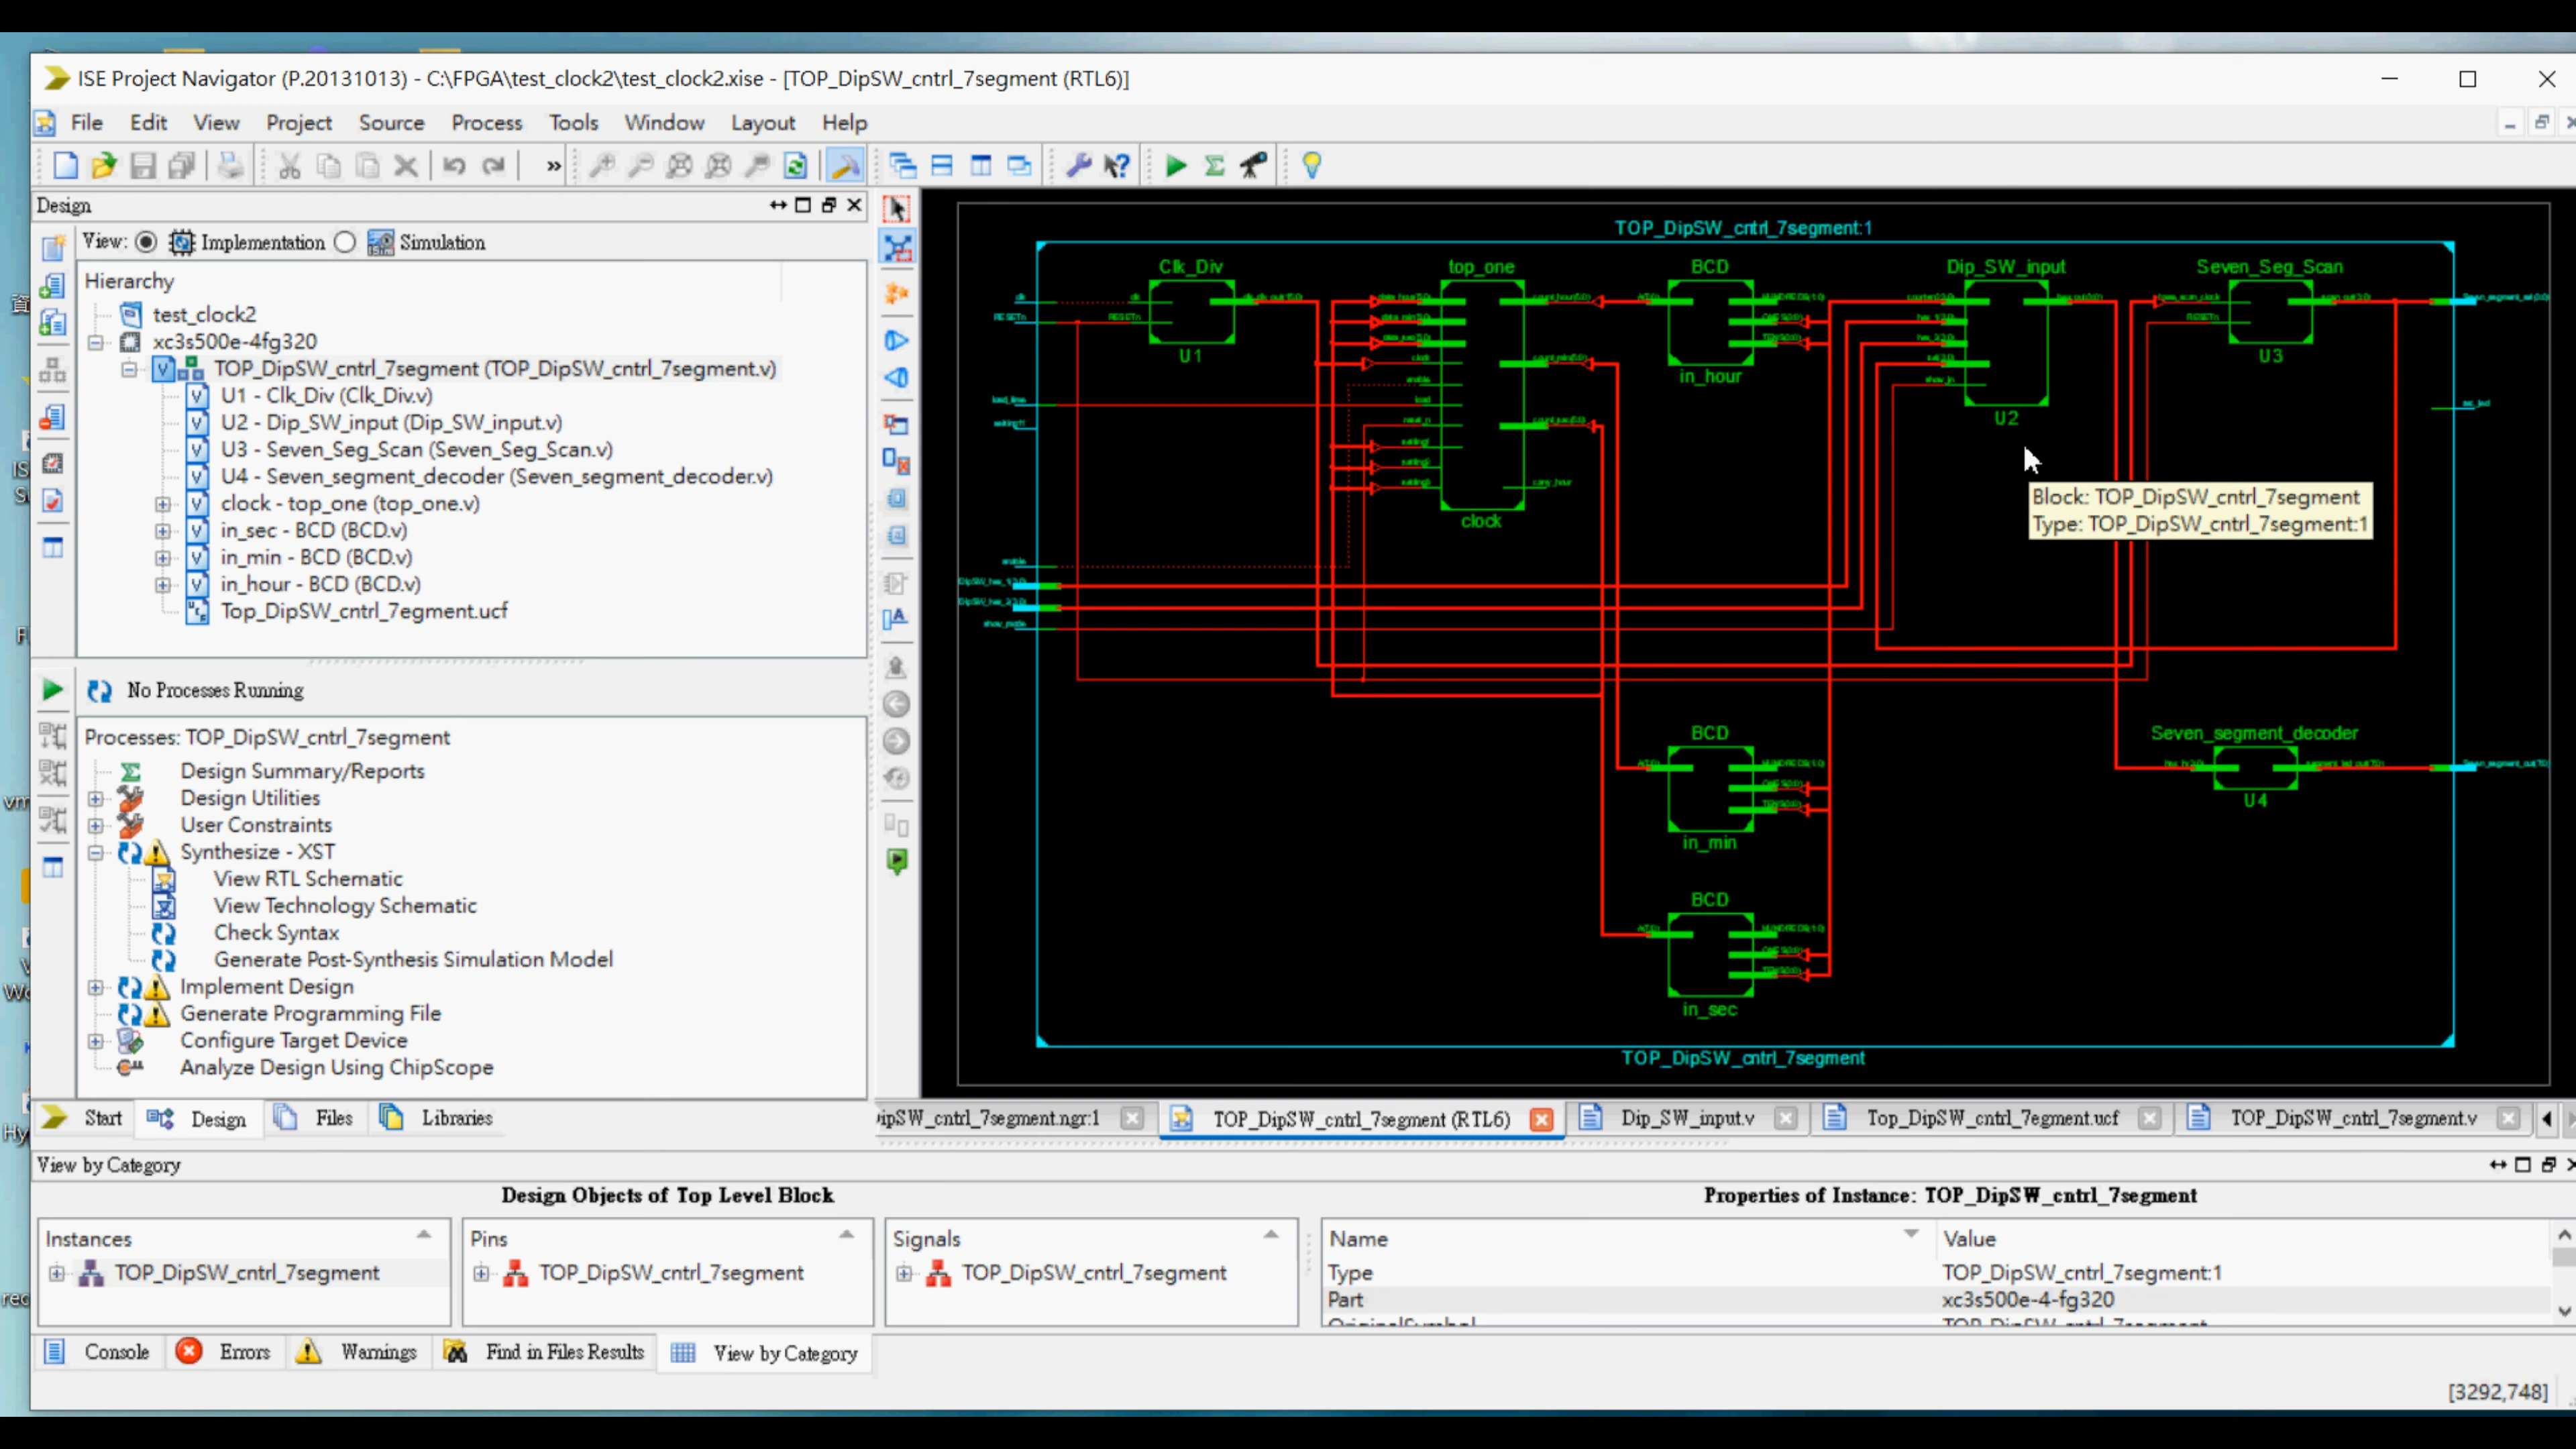 ISE Project Navigator (P.20131013) - C:\FPGA\test_clock2\test_clock2.xise - [TOP_DipSW_cntrl_7segment (RTL6)]
File Edit View Project Source Process Tools Window Layout Help
Design
View: Implementation Simulation
Hierarchy
test_clock2
xc3s500e-4fg320
TOP_DipSW_cntrl_7segment (TOP_DipSW_cntrl_7segment.v)
U1 - Clk_Div (Clk_Div.v)
U2 - Dip_SW_input (Dip_SW_input.v)
U3 - Seven_Seg_Scan (Seven_Seg_Scan.v)
U4 - Seven_segment_decoder (Seven_segment_decoder.v)
clock - top_one (top_one.v)
in_sec - BCD (BCD.v)
in_min - BCD (BCD.v)
in_hour - BCD (BCD.v)
Top_DipSW_cntrl_7egment.ucf
No Processes Running
Processes: TOP_DipSW_cntrl_7segment
Design Summary/Reports
Design Utilities
User Constraints
Synthesize - XST
View RTL Schematic
View Technology Schematic
Check Syntax
Generate Post-Synthesis Simulation Model
Implement Design
Generate Programming File
Configure Target Device
Analyze Design Using ChipScope
Start Design Files Libraries
TOP_DipSW_cntrl_7segment:1
Clk_Div top_one BCD Dip_SW_input Seven_Seg_Scan
RESETn RESETn
U1 in_hour U2 U3
clock
Block: TOP_DipSW_cntrl_7segment
Type: TOP_DipSW_cntrl_7segment:1
BCD Seven_segment_decoder
in_min U4
BCD
in_sec
TOP_DipSW_cntrl_7segment
ipSW_cntrl_7segment.ngr:1 TOP_DipSW_cntrl_7segment (RTL6) Dip_SW_input.v Top_DipSW_cntrl_7egment.ucf TOP_DipSW_cntrl_7segment.v
View by Category
Design Objects of Top Level Block Properties of Instance: TOP_DipSW_cntrl_7segment
Instances Pins Signals Name Value
TOP_DipSW_cntrl_7segment TOP_DipSW_cntrl_7segment TOP_DipSW_cntrl_7segment Type TOP_DipSW_cntrl_7segment:1
Part xc3s500e-4-fg320
Console Errors Warnings Find in Files Results View by Category
[3292,748]